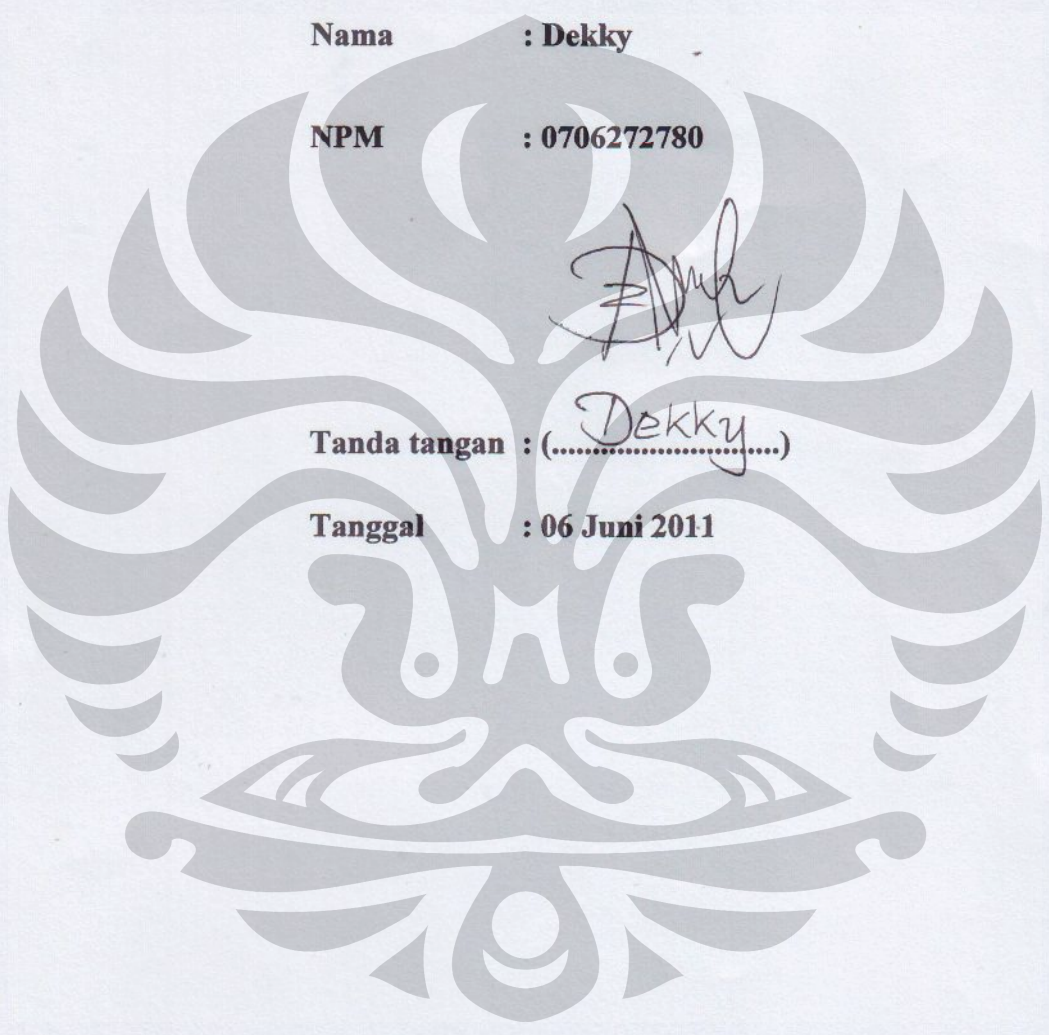 Nama : Dekky
NPM : 0706272780
Dekky
Tanda tangan : (............................)
Tanggal : 06 Juni 2011